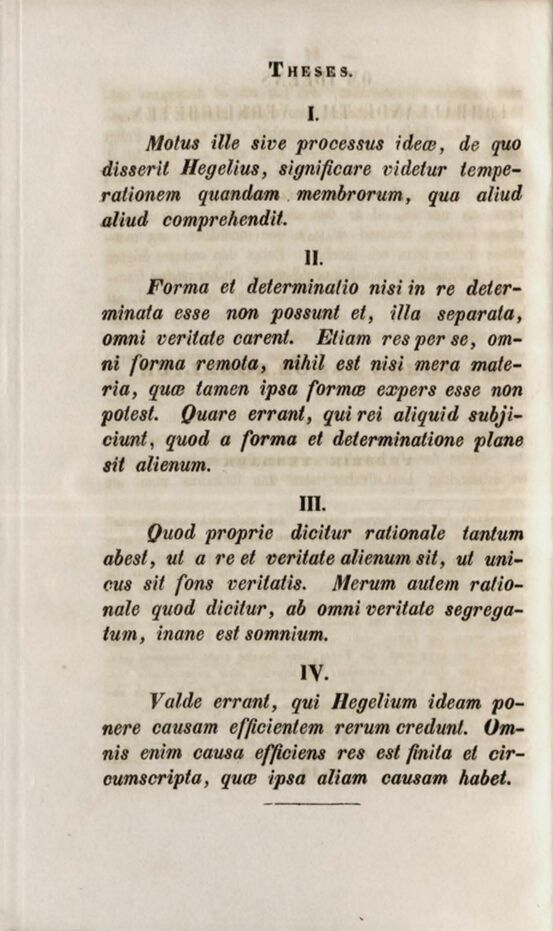 THESES.
I.
Motus ille sive processus ideæ, de quo
disserit Hegelius, significare videtur tempe-
rationem quandam membrorum, qua aliud
aliud comprehendit.
II.
Forma et determinatio nisi in re deter-
minata esse non possunt et, illa separata,
omni veritate carent. Etiam res per se, om-
ni forma remota, nihil est nisi mera mate-
ria, quæ tamen ipsa formæ expers esse non
potest. Quare errant, qui rei aliquid subji-
ciunt, quod a forma et determinatione plane
sit alienum.
III.
Quod proprie dicitur rationale tantum
abest, ut a re et veritate alienum sit, ut uni-
cus sit fons veritatis. Merum autem ratio-
nale quod dicitur, ab omni veritate segrega-
tum, inane est somnium.
IV.
Valde errant, qui Hegelium ideam po-
nere causam efficientem rerum credunt. Om-
nis enim causa efficiens res est finita et cir-
cumscripta, quæ ipsa aliam causam habet.